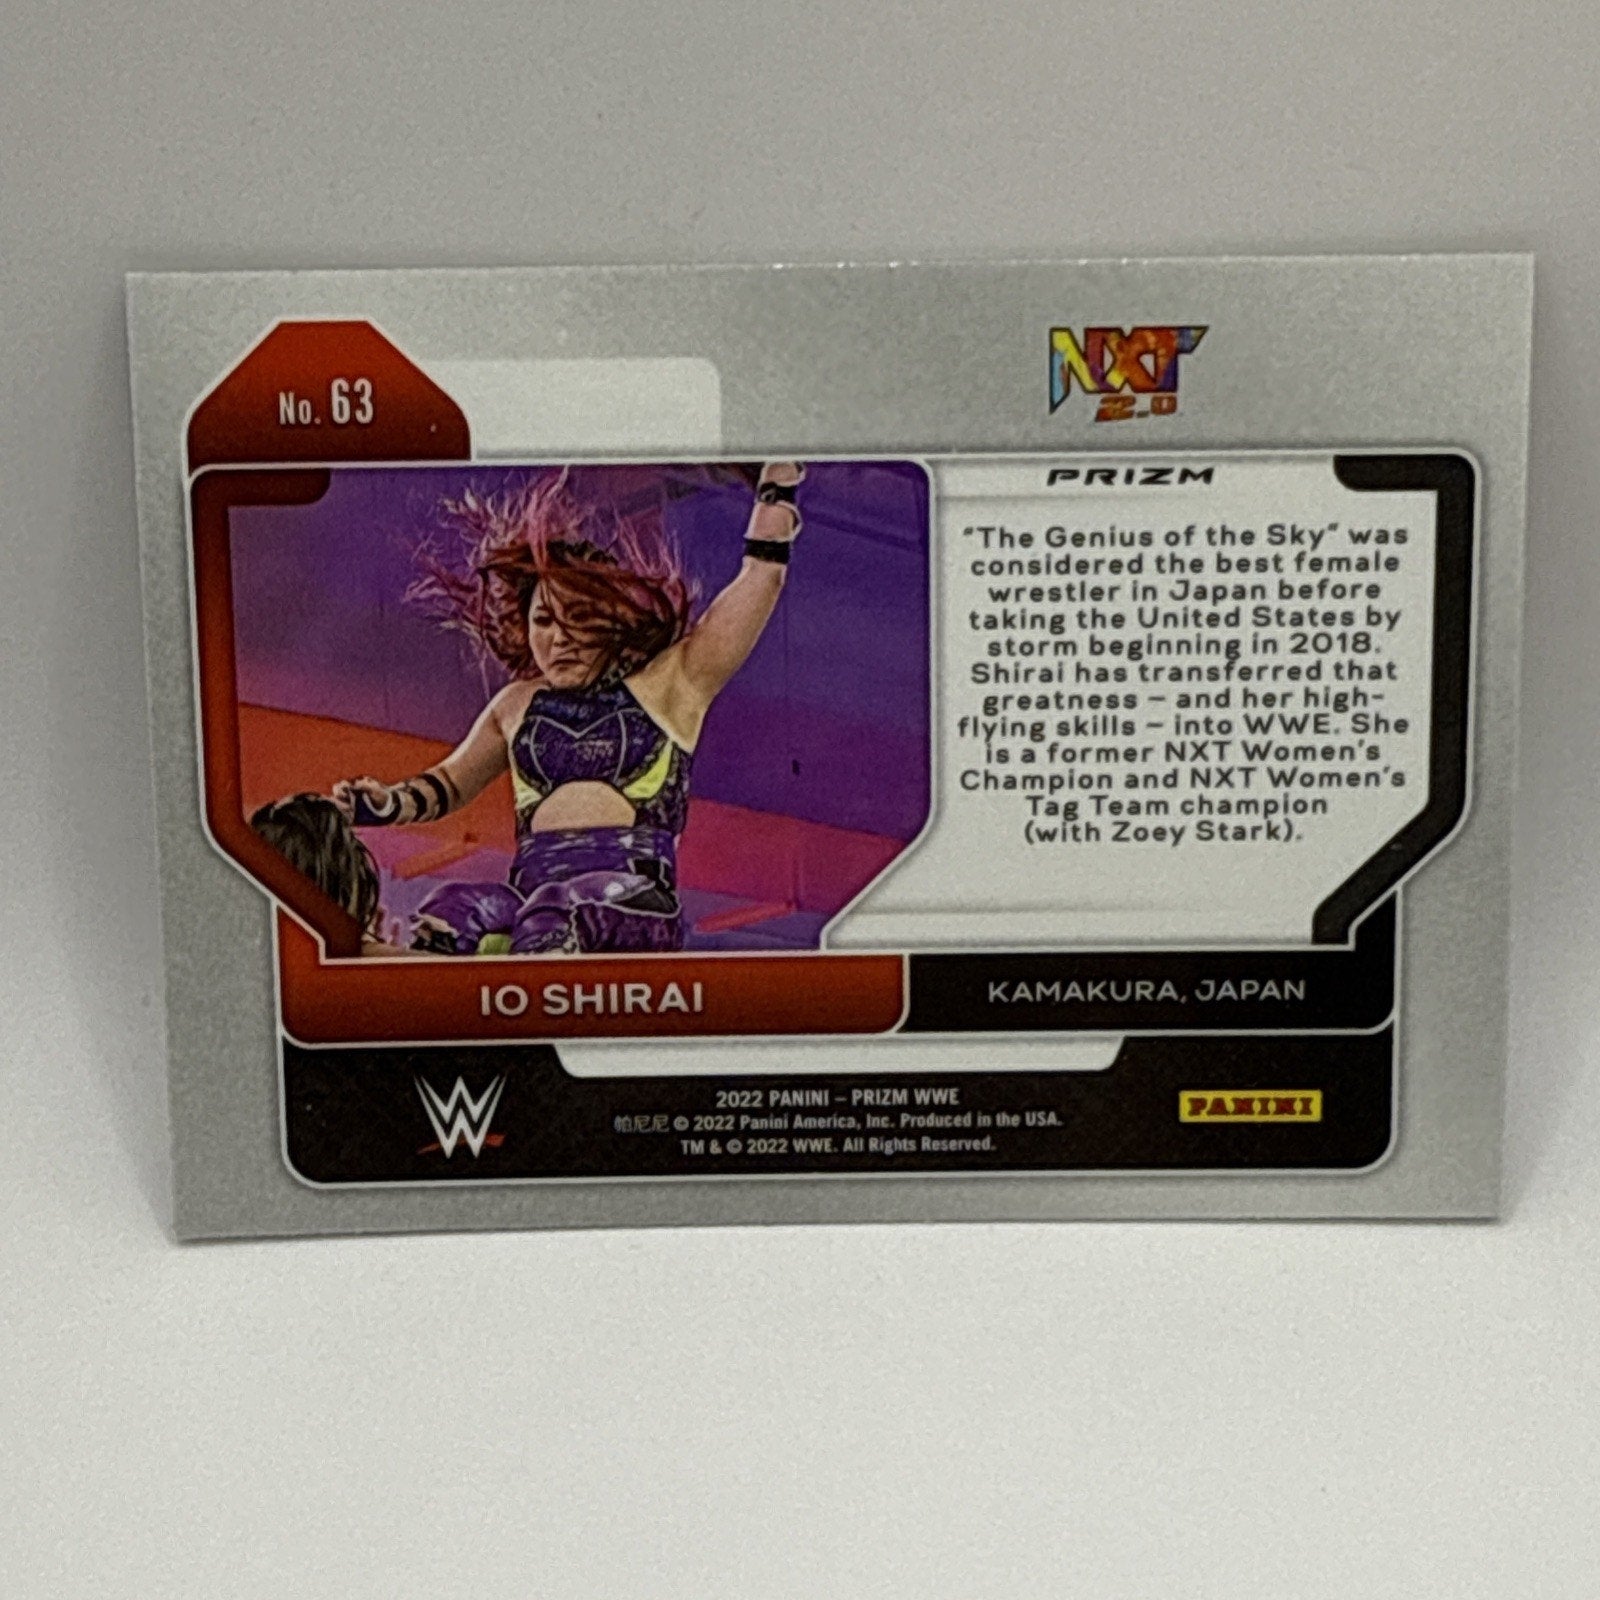 No. 63
NXT
2.0
PRIZM
"The Genius of the Sky" was
considered the best female
wrestler in Japan before
taking the United States by
storm beginning in 2018.
Shirai has transferred that
greatness – and her high-
flying skills – into WWE. She
is a former NXT Women's
Champion and NXT Women's
Tag Team champion
(with Zoey Stark).
IO SHIRAI
KAMAKURA, JAPAN
W
2022 PANINI – PRIZM WWE
帕尼尼 © 2022 Panini America, Inc. Produced in the USA.
TM & © 2022 WWE. All Rights Reserved.
PANINI